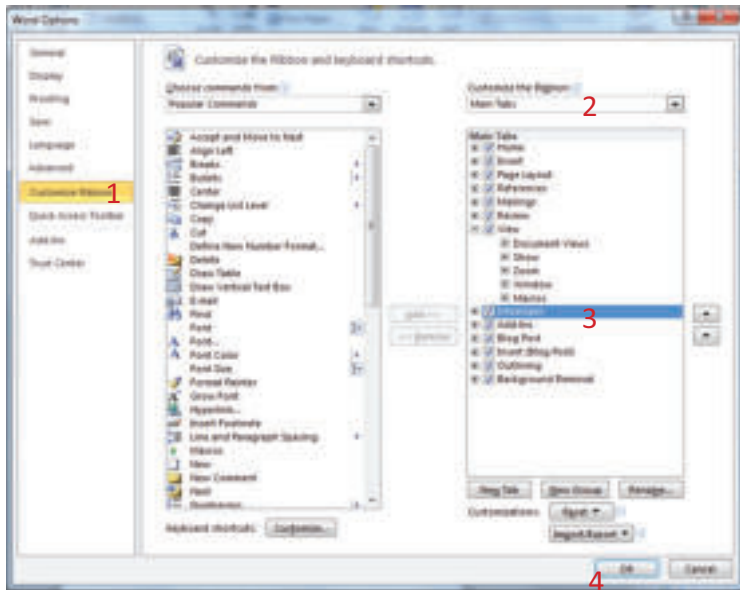 Word Options
General
Display
Proofing
Save
Language
Advanced
Customize Ribbon
1
Quick Access Toolbar
Add-Ins
Trust Center
Customize the Ribbon and keyboard shortcuts.
Choose commands from:
Popular Commands
Accept and Move to Next
Align Left
Breaks
Bullets
Center
Change List Level
Copy
Cut
Define New Number Format...
Delete
Draw Table
Draw Vertical Text Box
E-mail
Find
Font
Font...
Font Color
Font Size
Format Painter
Grow Font
Hyperlink...
Insert Footnote
Line and Paragraph Spacing
Macros
New
New Comment
Next
Keyboard shortcuts: Customize...
Add >>
<< Remove
Customize the Ribbon:
Main Tabs
2
Main Tabs
Home
Insert
Page Layout
References
Mailings
Review
View
Document Views
Show
Zoom
Window
Macros
Developer
3
Add-Ins
Blog Post
Insert (Blog Post)
Outlining
Background Removal
New Tab New Group Rename...
Customizations: Reset
Import/Export
4
OK Cancel